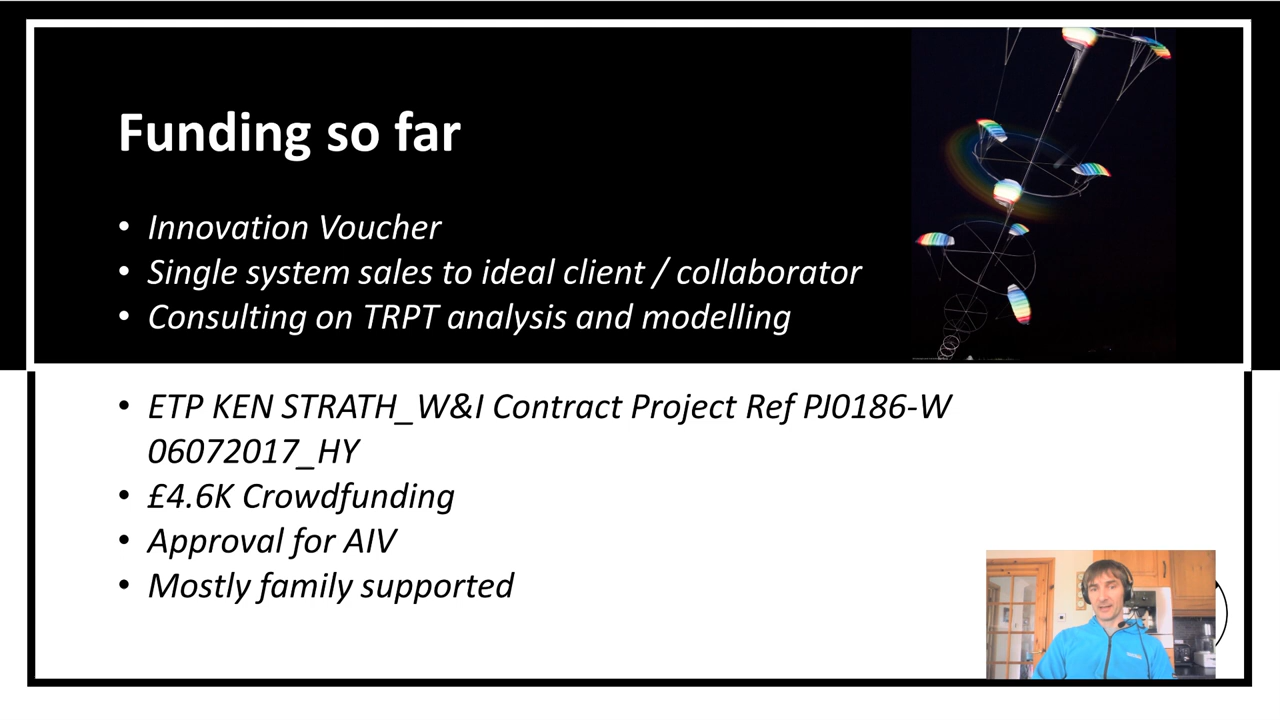 Funding so far
• Innovation Voucher
• Single system sales to ideal client / collaborator
• Consulting on TRPT analysis and modelling
• ETP KEN STRATH_W&I Contract Project Ref PJ0186-W
06072017_HY
• £4.6K Crowdfunding
• Approval for AIV
• Mostly family supported